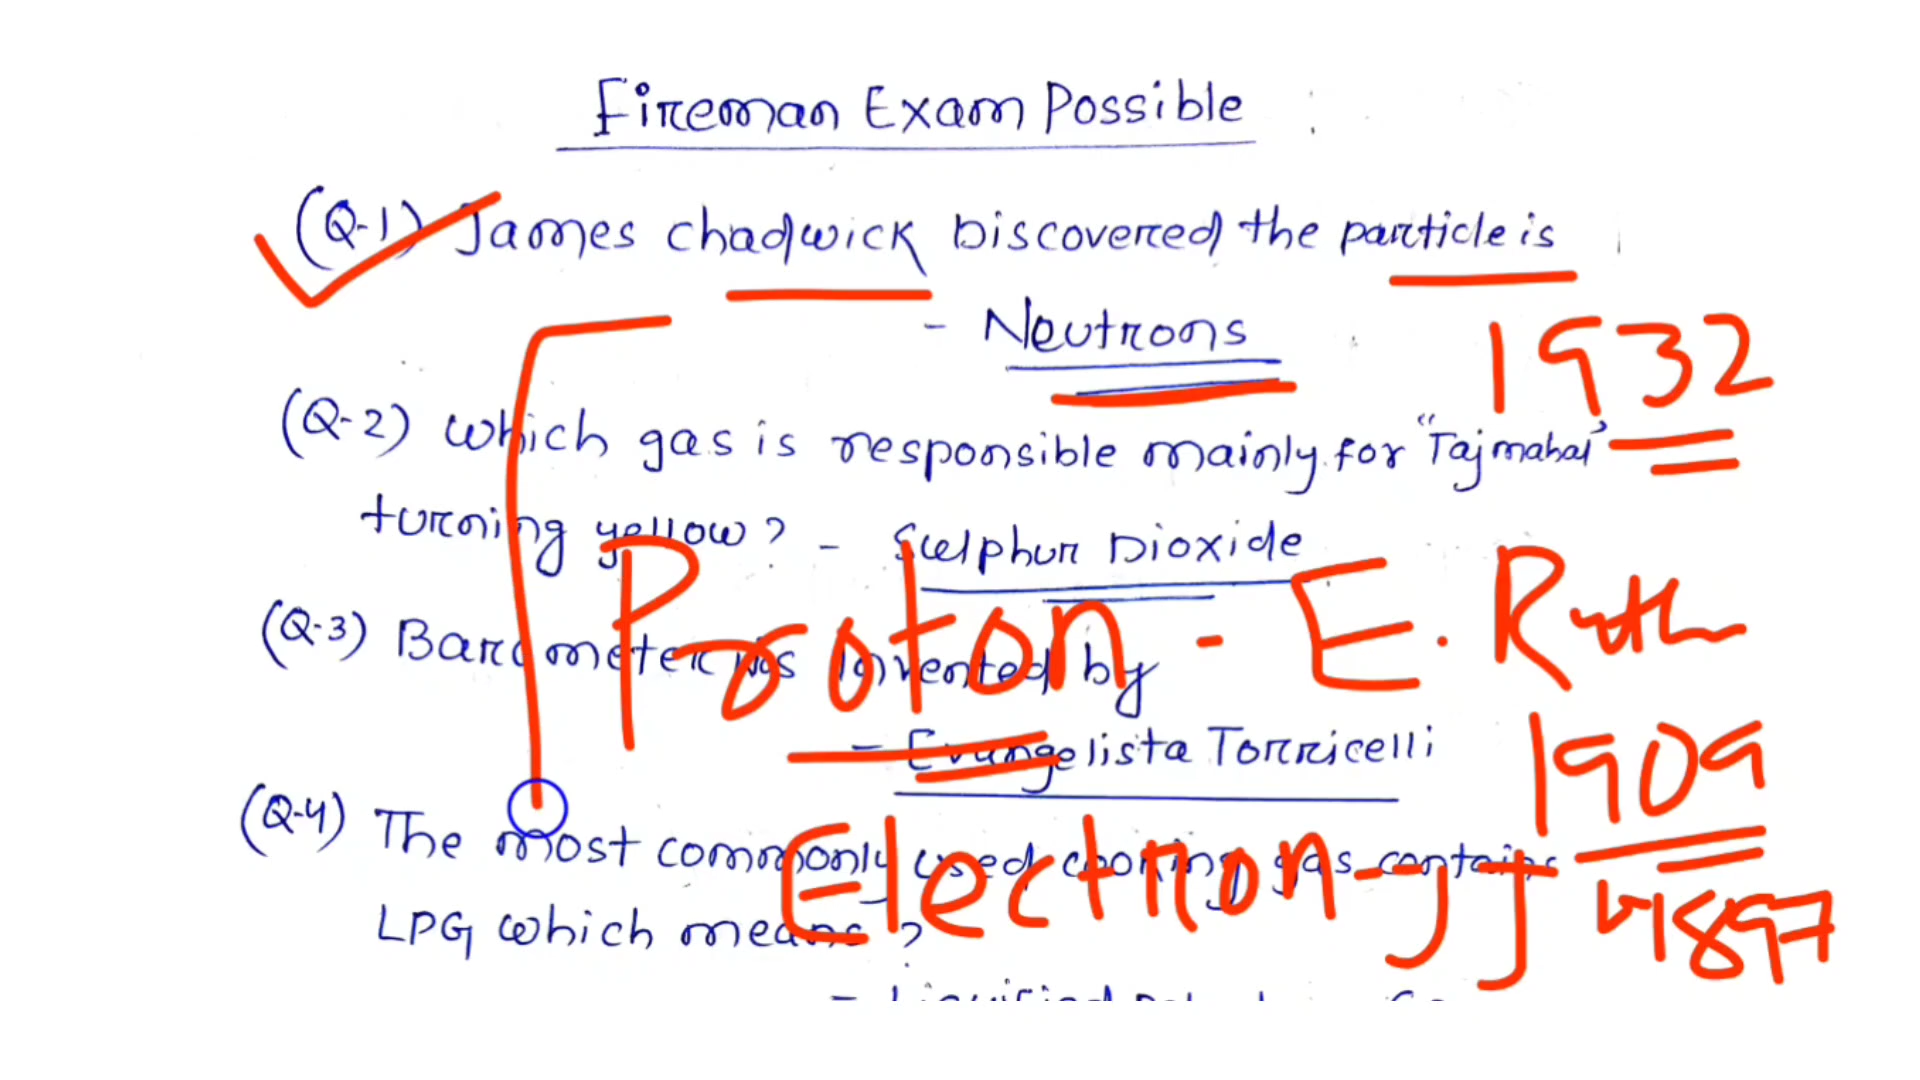 Fireman Exam Possible
(Q-1) James chadwick Discovered the particle is
- Neutrons
1932
(Q-2) which gas is responsible mainly for "Tajmahal"
turning yellow? - Sulphur Dioxide
Proton - E. Ruth
(Q-3) Barometer was invented by
- Evangelista Torricelli
1909
(Q-4) The most commonly used cooking gas contains
Electron - JJ
1897
LPG which means?